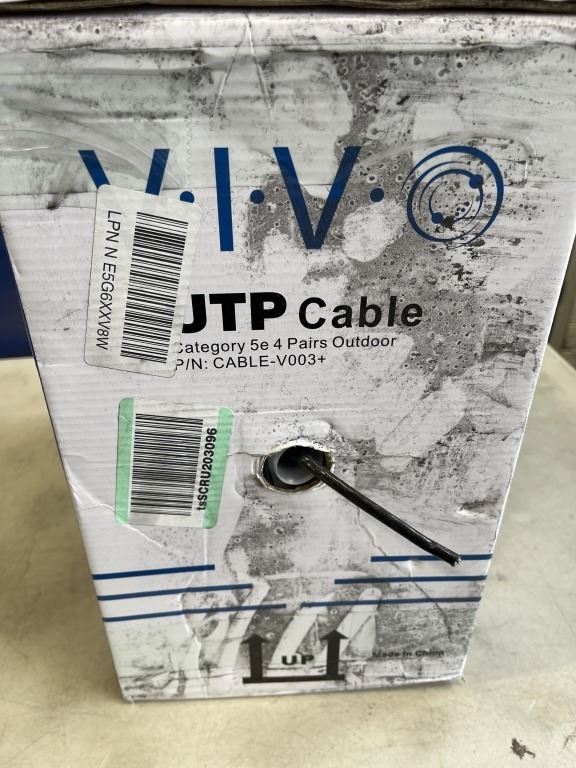 V·I·V·O
LPN N E5G6XXV8W
UTP Cable
Category 5e 4 Pairs Outdoor
P/N: CABLE-V003+
tsSCRU203096
UP
Made in China